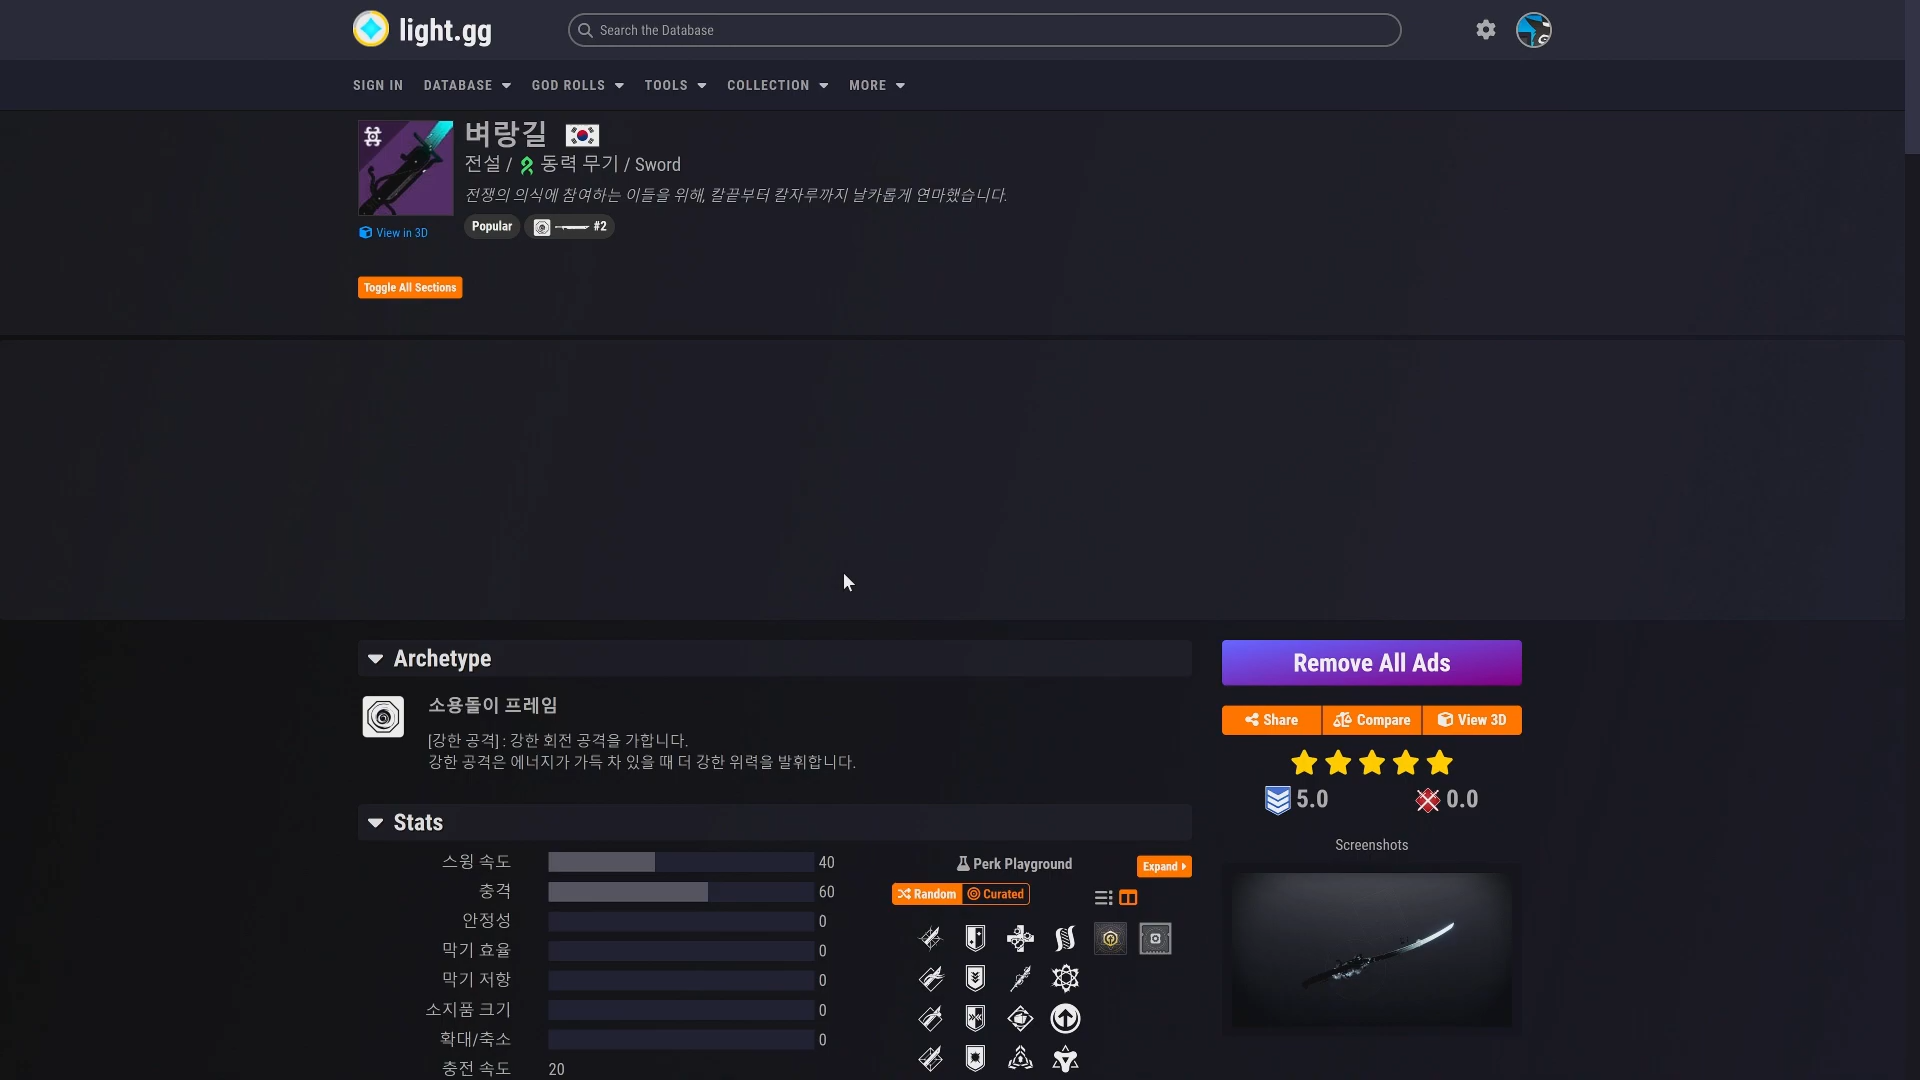 light.gg
Search the Database
SIGN IN DATABASE GOD ROLLS TOOLS COLLECTION MORE
벼랑길
전설 / 동력 무기 / Sword
전쟁의 의식에 참여하는 이들을 위해, 칼끝부터 칼자루까지 날카롭게 연마했습니다.
Popular #2
View in 3D
Toggle All Sections
Archetype
소용돌이 프레임
[강한 공격] : 강한 회전 공격을 가합니다.
강한 공격은 에너지가 가득 차 있을 때 더 강한 위력을 발휘합니다.
Remove All Ads
Share Compare View 3D
5.0 0.0
Screenshots
Stats
스윙 속도 40
충격 60
안정성 0
막기 효율 0
막기 저항 0
소지품 크기 0
확대/축소 0
충전 속도 20
Perk Playground Expand
Random Curated